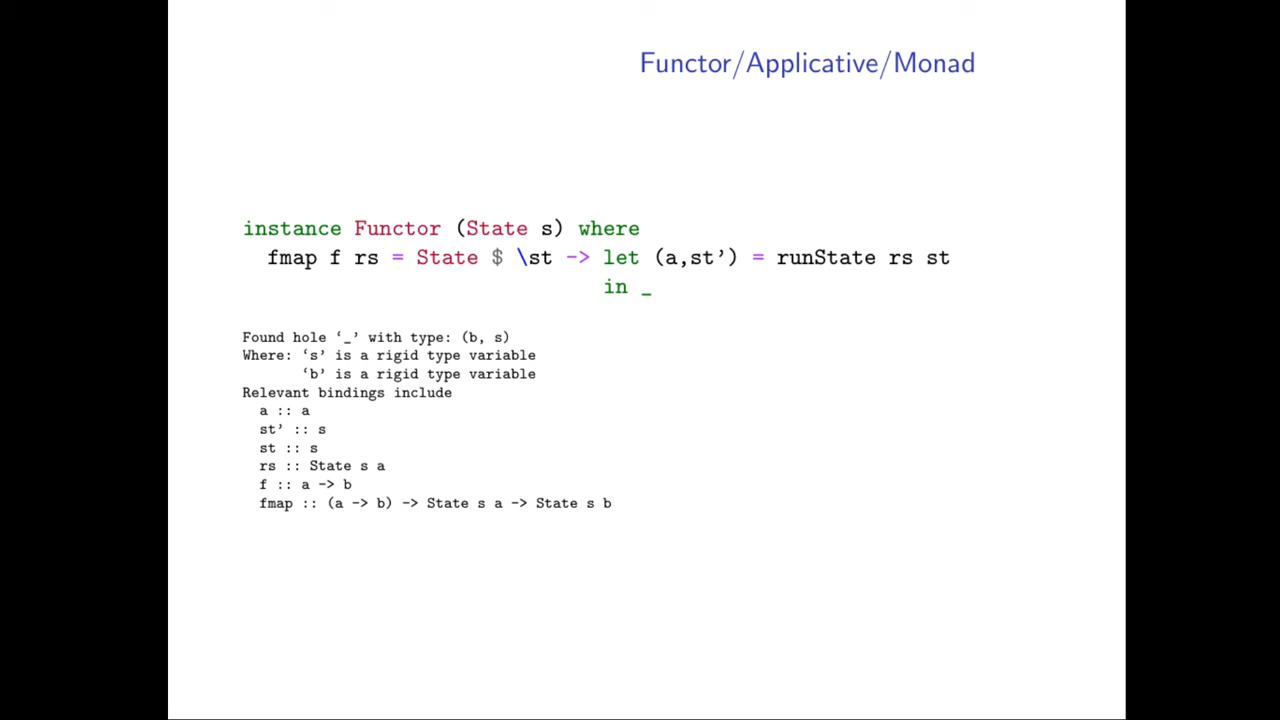 Functor/Applicative/Monad
instance Functor (State s) where
fmap f rs = State $ \st -> let (a,st’) = runState rs st
in _
Found hole ‘_’ with type: (b, s)
Where: ‘s’ is a rigid type variable
‘b’ is a rigid type variable
Relevant bindings include
a :: a
st’ :: s
st :: s
rs :: State s a
f :: a -> b
fmap :: (a -> b) -> State s a -> State s b